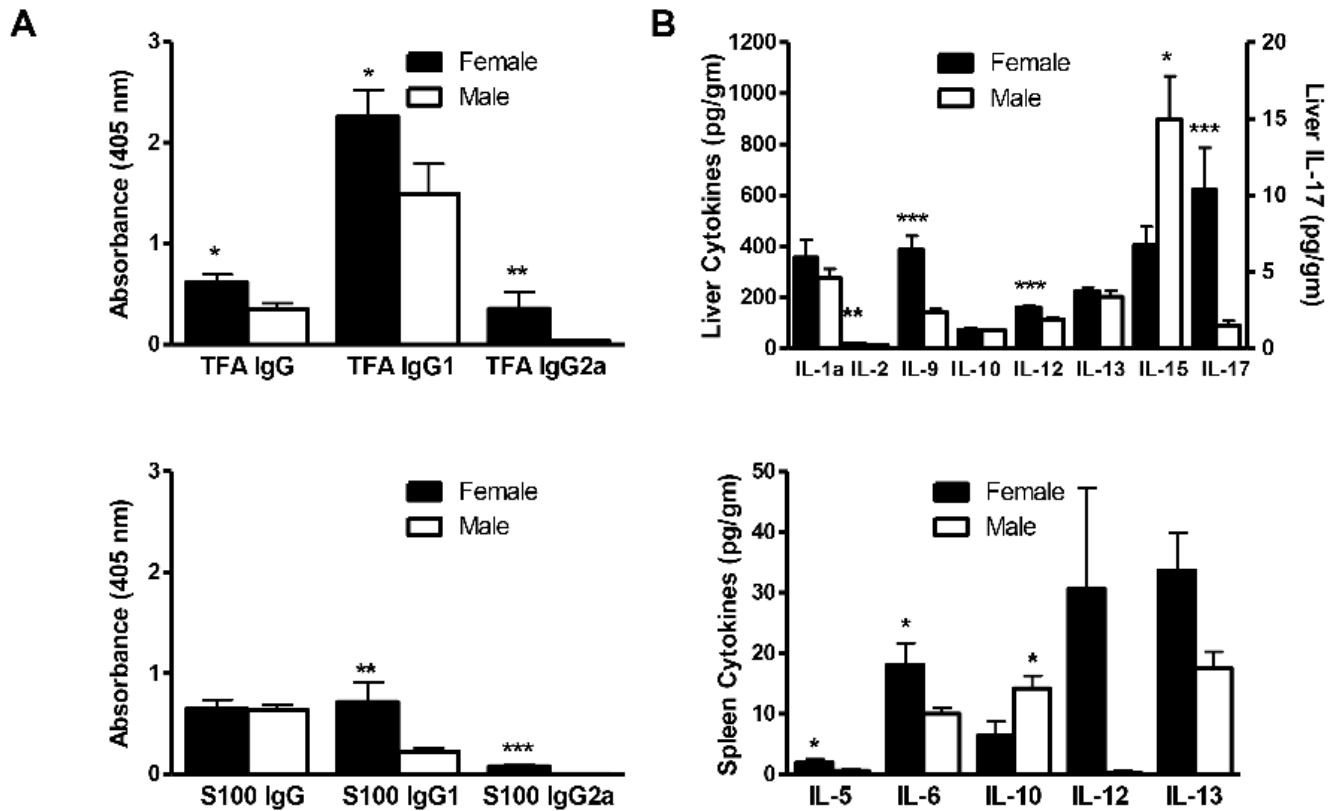 A
Absorbance (405 nm)
3
2
1
0
Female
Male
*
*
**
TFA IgG TFA IgG1 TFA IgG2a
B
Liver Cytokines (pg/gm)
1200
1000
800
600
400
200
0
Female
Male
**
***
***
*
***
20
15
10
5
0
Liver IL-17 (pg/gm)
IL-1a IL-2 IL-9 IL-10 IL-12 IL-13 IL-15 IL-17
Absorbance (405 nm)
3
2
1
0
Female
Male
**
***
S100 IgG S100 IgG1 S100 IgG2a
Spleen Cytokines (pg/gm)
50
40
30
20
10
0
Female
Male
*
*
*
IL-5 IL-6 IL-10 IL-12 IL-13